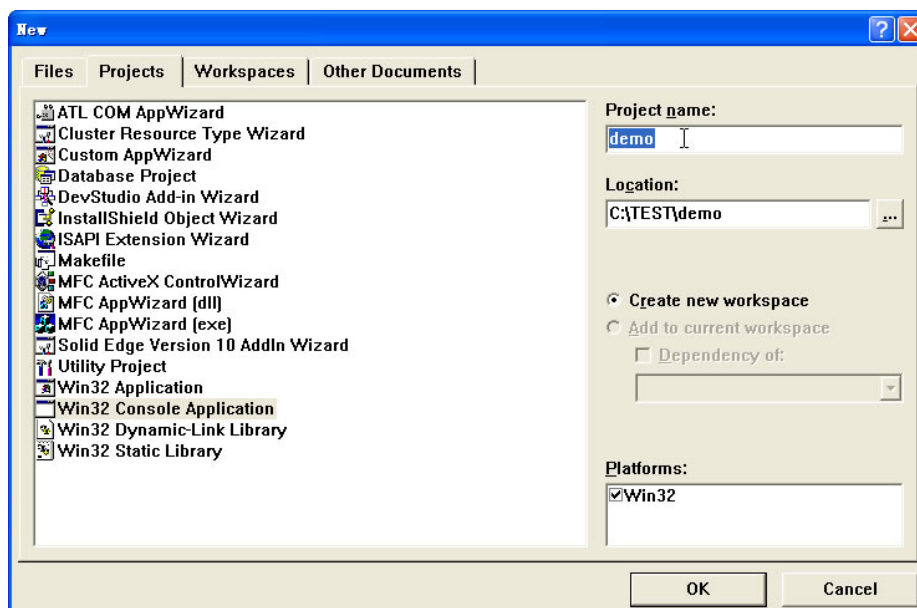 New
Files Projects Workspaces Other Documents
ATL COM AppWizard
Cluster Resource Type Wizard
Custom AppWizard
Database Project
DevStudio Add-in Wizard
InstallShield Object Wizard
ISAPI Extension Wizard
Makefile
MFC ActiveX ControlWizard
MFC AppWizard (dll)
MFC AppWizard (exe)
Solid Edge Version 10 AddIn Wizard
Utility Project
Win32 Application
Win32 Console Application
Win32 Dynamic-Link Library
Win32 Static Library
Project name:
demo
Location:
C:\TEST\demo
...
Create new workspace
Add to current workspace
Dependency of:
Platforms:
Win32
OK Cancel